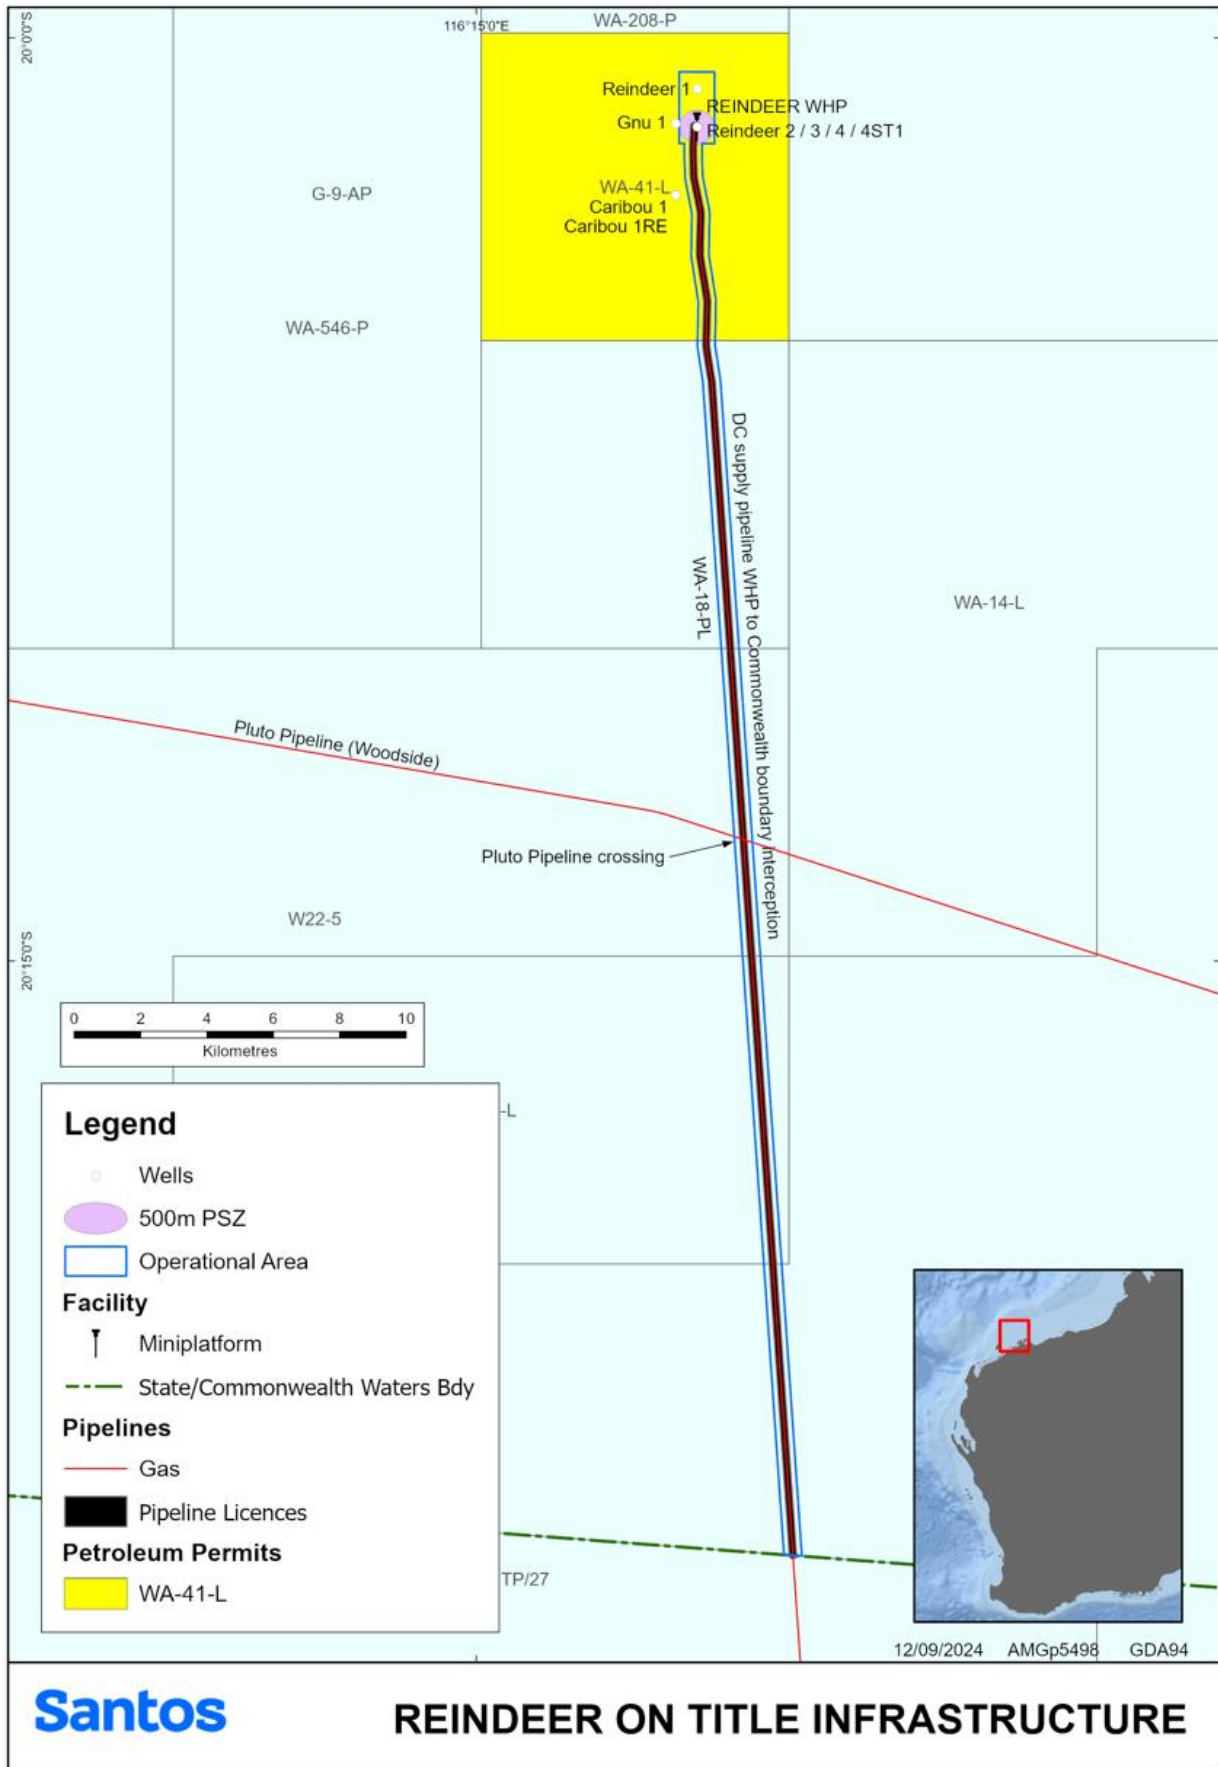 WA-208-P
116°15'0"E
20°0'0"S
Reindeer 1
REINDEER WHP
Gnu 1
Reindeer 2 / 3 / 4 / 4ST1
G-9-AP
WA-41-L
Caribou 1
Caribou 1RE
WA-546-P
DC supply pipeline WHP to Commonwealth boundary interception
WA-18-PL
WA-14-L
Pluto Pipeline (Woodside)
Pluto Pipeline crossing
W22-5
20°15'0"S
0 2 4 6 8 10
Kilometres
-L
Legend
Wells
500m PSZ
Operational Area
Facility
Miniplatform
State/Commonwealth Waters Bdy
Pipelines
Gas
Pipeline Licences
Petroleum Permits
WA-41-L
TP/27
12/09/2024 AMGp5498 GDA94
Santos
REINDEER ON TITLE INFRASTRUCTURE